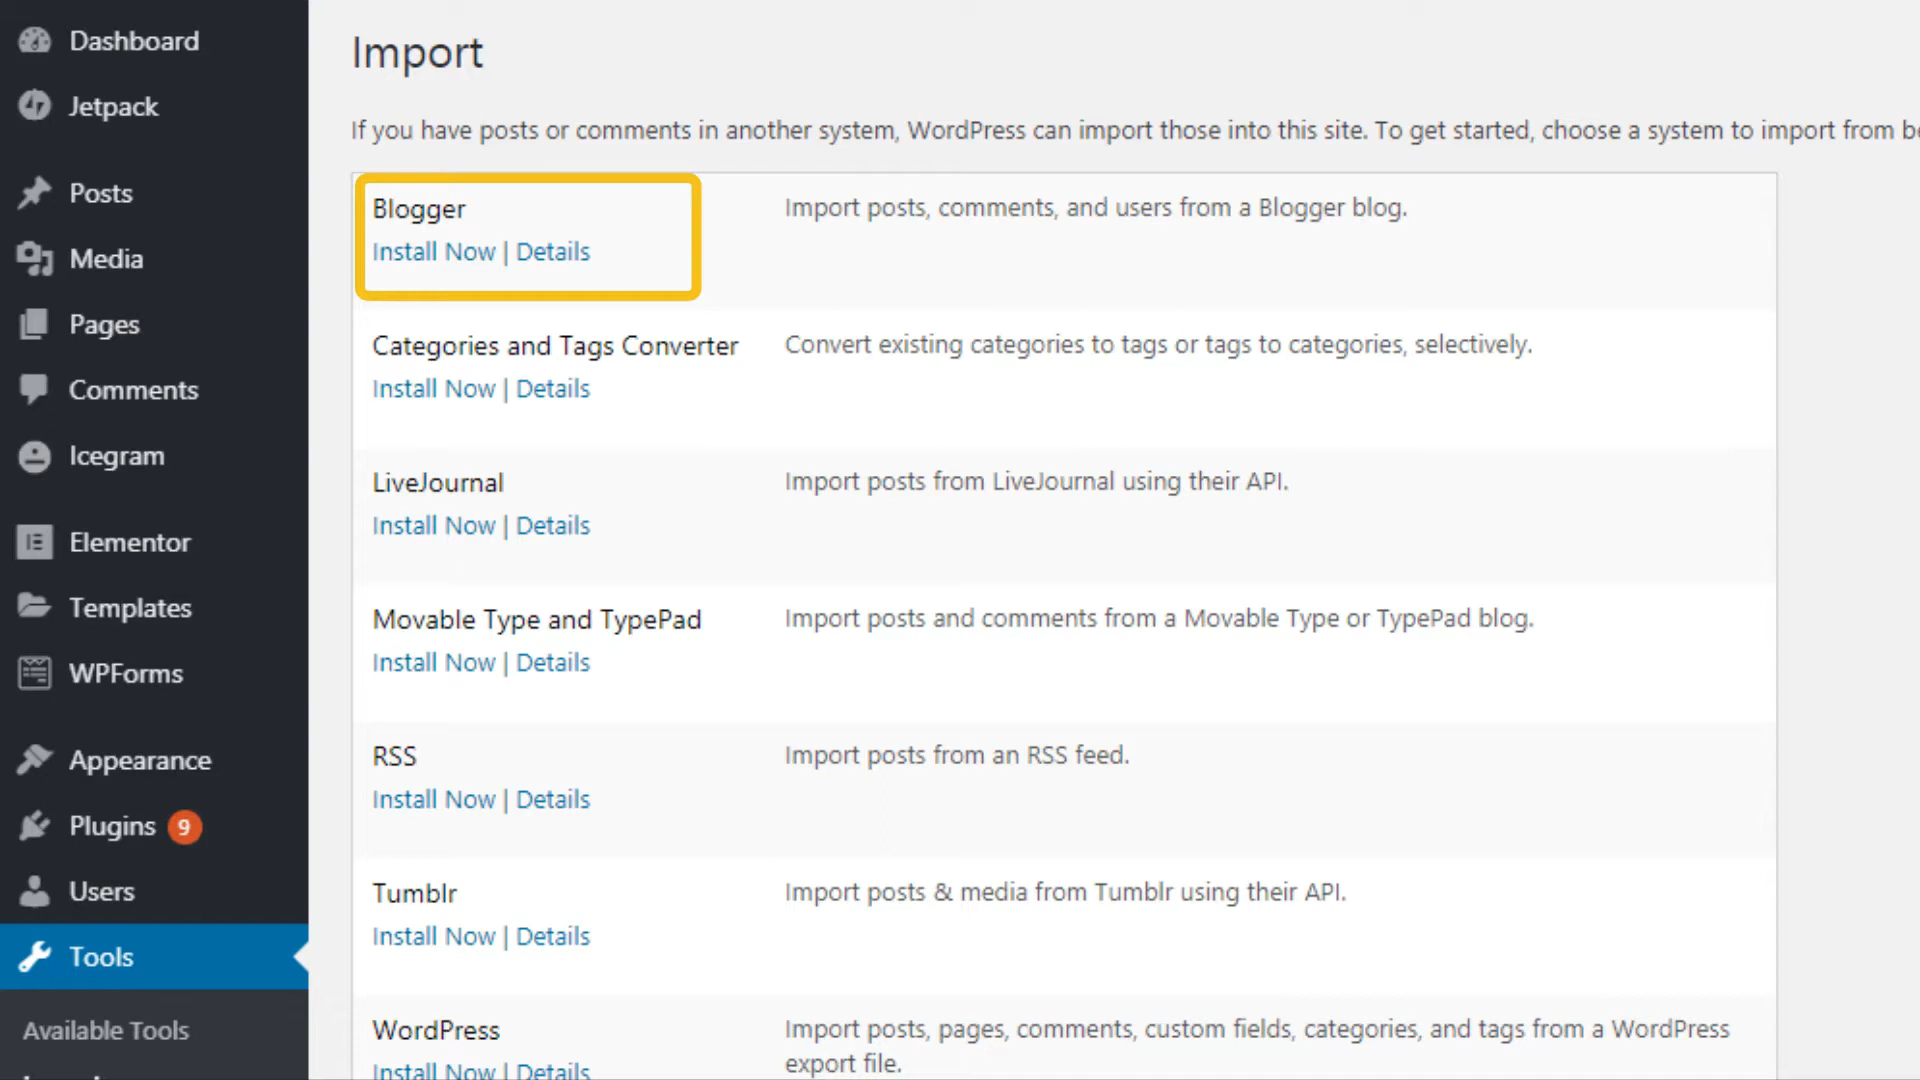 Dashboard
Jetpack
Posts
Media
Pages
Comments
Icegram
Elementor
Templates
WPForms
Appearance
Plugins 9
Users
Tools
Available Tools
Import
If you have posts or comments in another system, WordPress can import those into this site. To get started, choose a system to import from
Blogger
Install Now | Details
Import posts, comments, and users from a Blogger blog.
Categories and Tags Converter
Install Now | Details
Convert existing categories to tags or tags to categories, selectively.
LiveJournal
Install Now | Details
Import posts from LiveJournal using their API.
Movable Type and TypePad
Install Now | Details
Import posts and comments from a Movable Type or TypePad blog.
RSS
Install Now | Details
Import posts from an RSS feed.
Tumblr
Install Now | Details
Import posts & media from Tumblr using their API.
WordPress
Install Now | Details
Import posts, pages, comments, custom fields, categories, and tags from a WordPress
export file.